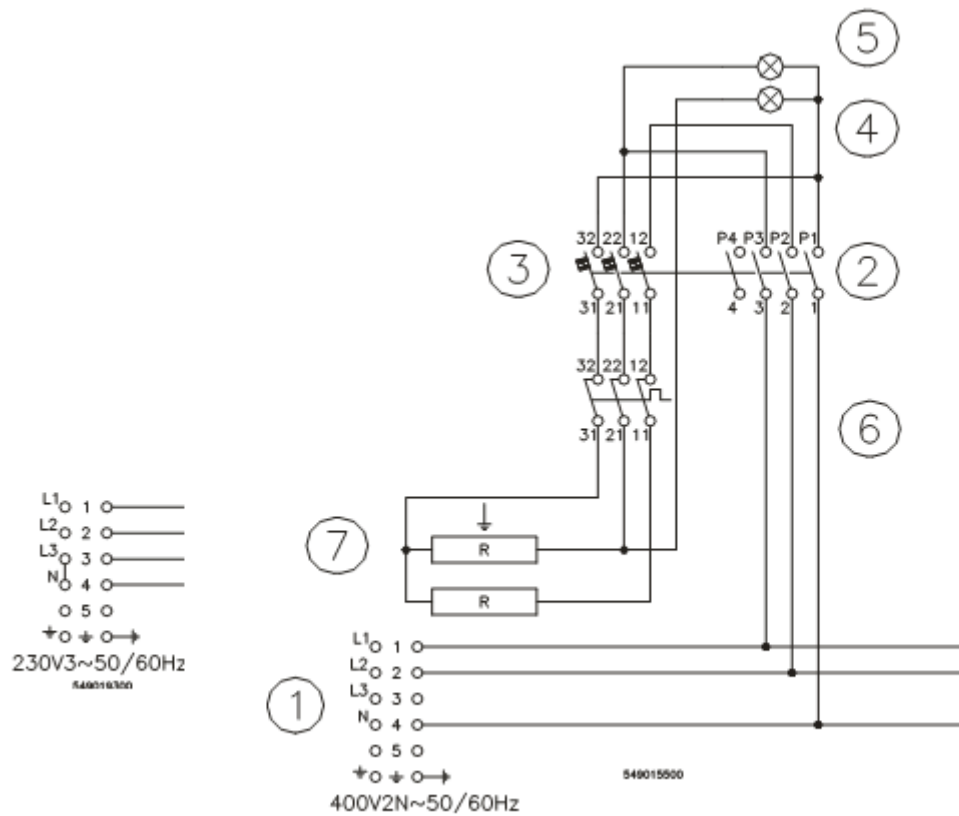 5
4
32 22 12
P4 P3 P2 P1
3
2
31 21 11
4 3 2 1
32 22 12
31 21 11
6
L1 1
L2 2
L3 3
N 4
5
230V3~50/60Hz
549019300
7
R
R
L1 1
L2 2
L3 3
N 4
5
1
400V2N~50/60Hz
549015500